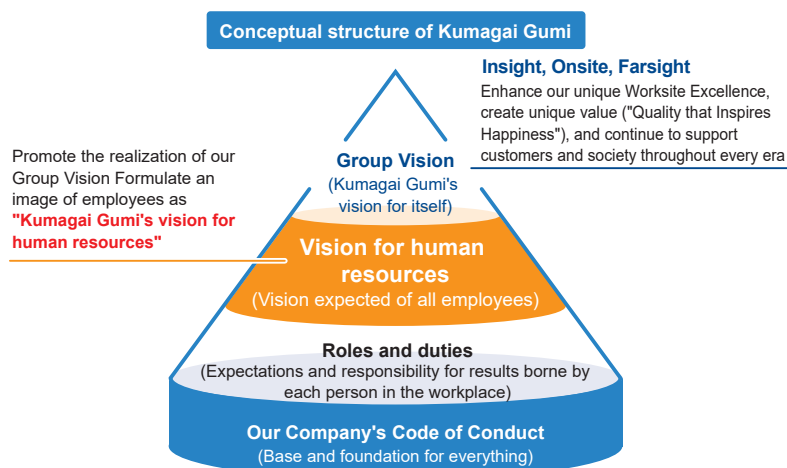 Conceptual structure of Kumagai Gumi
Insight, Onsite, Farsight
Enhance our unique Worksite Excellence,
create unique value ("Quality that Inspires
Happiness"), and continue to support
customers and society throughout every era
Promote the realization of our
Group Vision Formulate an
image of employees as
"Kumagai Gumi's vision for
human resources"
Group Vision
(Kumagai Gumi's
vision for itself)
Vision for human
resources
(Vision expected of all employees)
Roles and duties
(Expectations and responsibility for results borne by
each person in the workplace)
Our Company's Code of Conduct
(Base and foundation for everything)